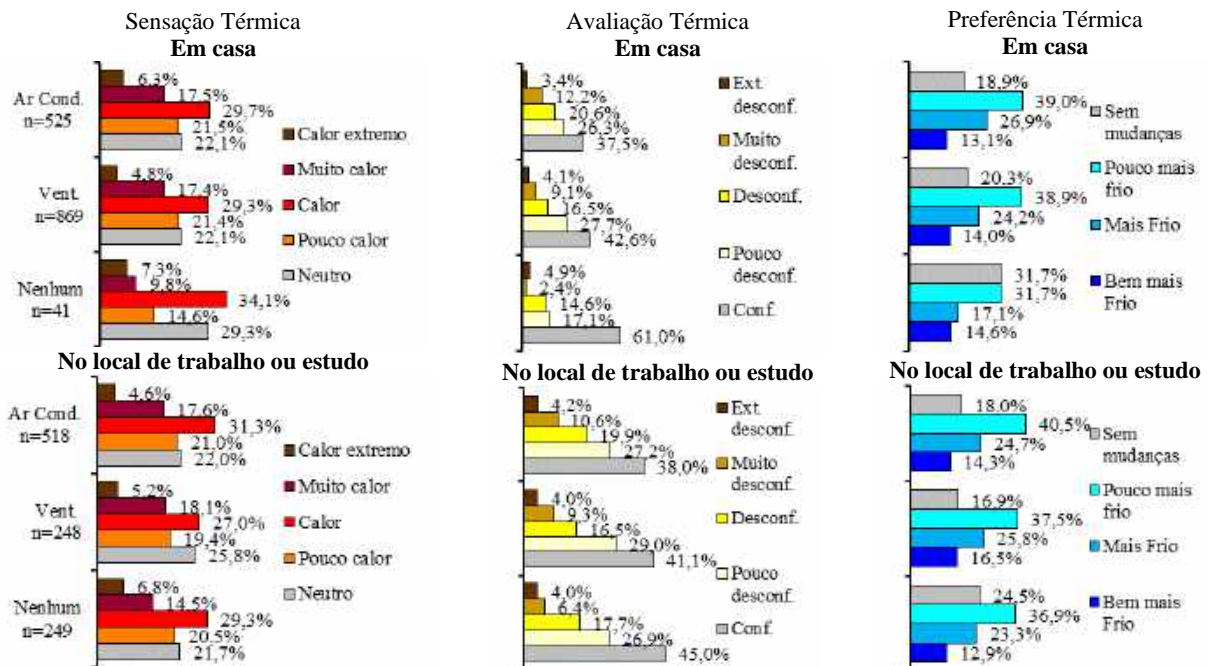 Sensação Térmica
Em casa
Ar Cond.
n=525
6,3%
17,5%
29,7%
21,5%
22,1%
Vent.
n=869
4,8%
17,4%
29,3%
21,4%
22,1%
Nenhum
n=41
7,3%
9,8%
34,1%
14,6%
29,3%
Calor extremo
Muito calor
Calor
Pouco calor
Neutro
Avaliação Térmica
Em casa
3,4%
12,2%
20,6%
26,3%
37,5%
4,1%
9,1%
16,5%
27,7%
42,6%
4,9%
2,4%
14,6%
17,1%
61,0%
Ext.
desconf.
Muito
desconf.
Desconf.
Pouco
desconf.
Conf.
Preferência Térmica
Em casa
18,9%
39,0%
26,9%
13,1%
20,3%
38,9%
24,2%
14,0%
31,7%
31,7%
17,1%
14,6%
Sem
mudanças
Pouco mais
frio
Mais Frio
Bem mais
Frio
No local de trabalho ou estudo
Ar Cond.
n=518
4,6%
17,6%
31,3%
21,0%
22,0%
Vent.
n=248
5,2%
18,1%
27,0%
19,4%
25,8%
Nenhum
n=249
6,8%
14,5%
29,3%
20,5%
21,7%
Calor extremo
Muito calor
Calor
Pouco calor
Neutro
No local de trabalho ou estudo
4,2%
10,6%
19,9%
27,2%
38,0%
4,0%
9,3%
16,5%
29,0%
41,1%
4,0%
6,4%
17,7%
26,9%
45,0%
Ext.
desconf.
Muito
desconf.
Desconf.
Pouco
desconf.
Conf.
No local de trabalho ou estudo
18,0%
40,5%
24,7%
14,3%
16,9%
37,5%
25,8%
16,5%
24,5%
36,9%
23,3%
12,9%
Sem
mudanças
Pouco mais
frio
Mais Frio
Bem mais
Frio